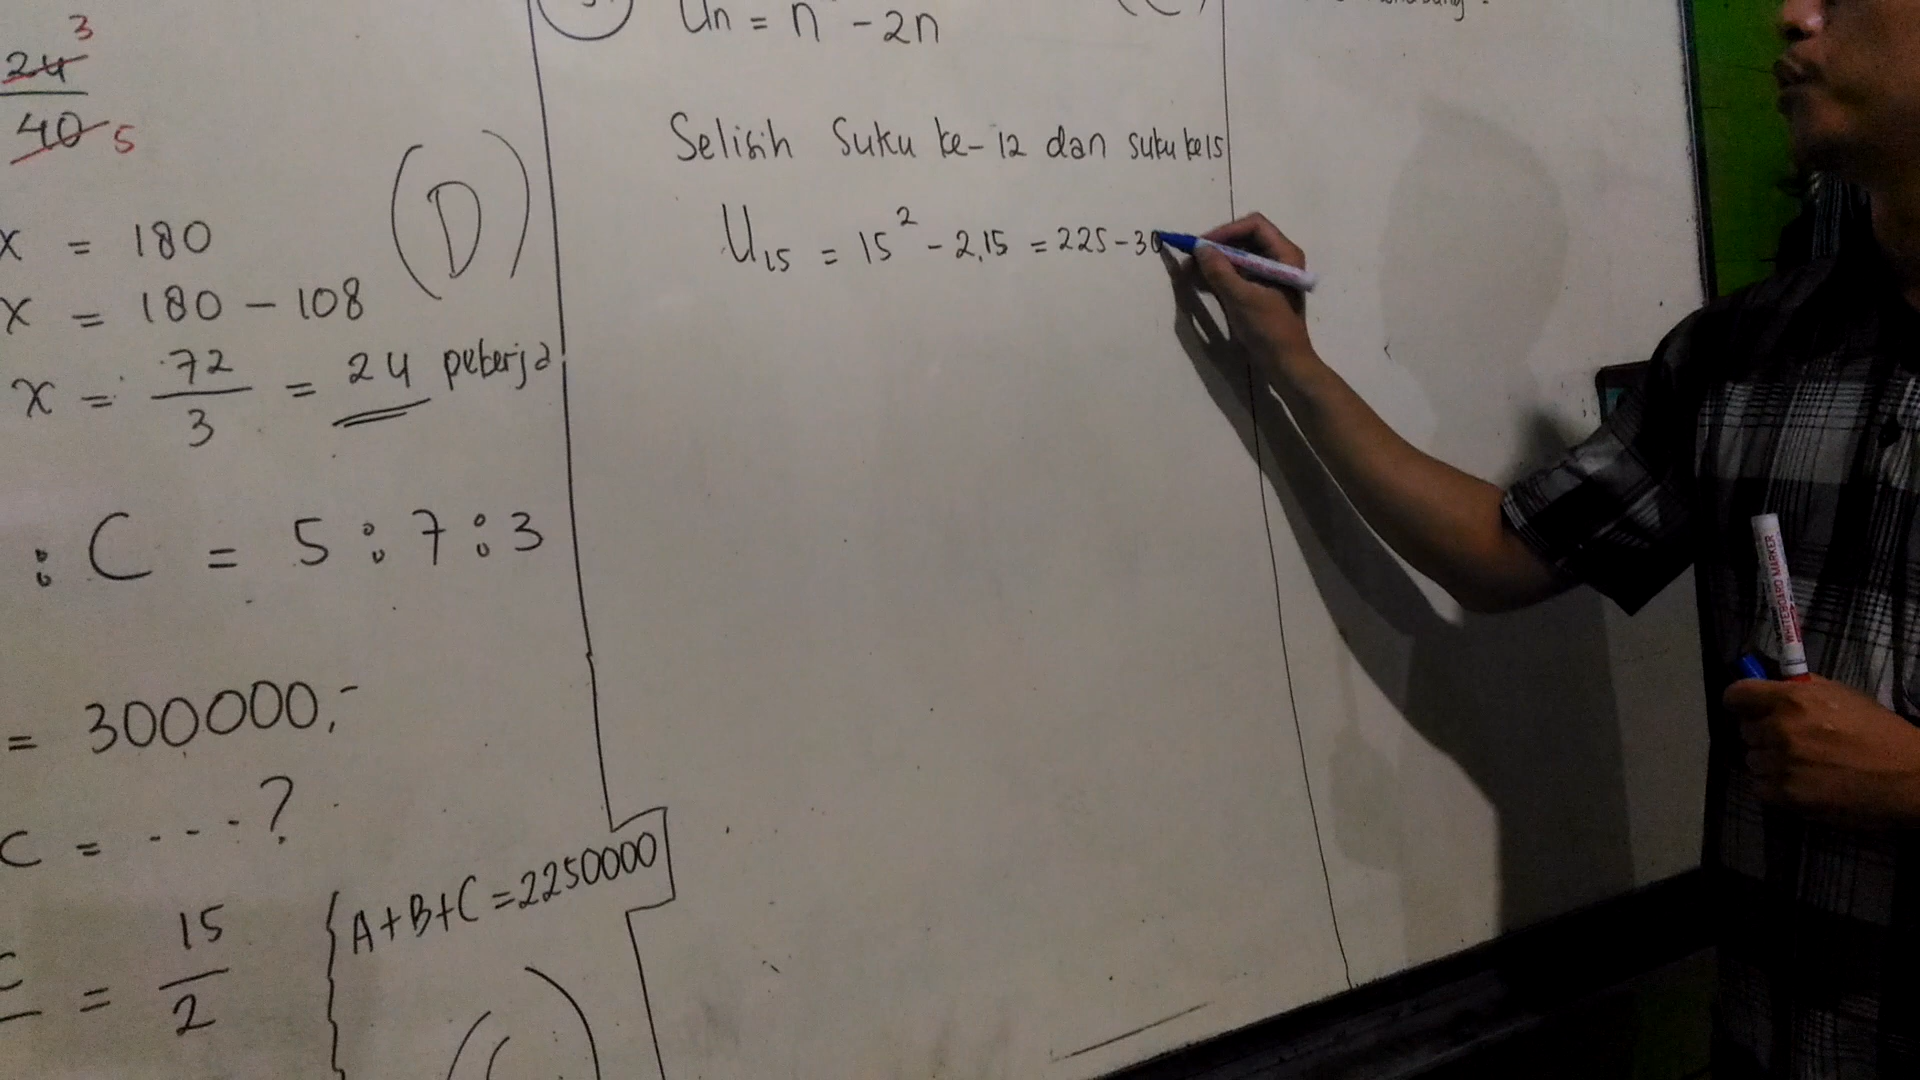 24 3
40 5
x = 180
x = 180 - 108
x = 72/3 = 24 pekerja
(D)
: C = 5 : 7 : 3
= 300000,-
C = ...?
= 15/2
{ A+B+C = 2250000
Un = n - 2n
Selisih Suku ke-12 dan suku ke15
U15 = 15² - 2.15 = 225 - 30
WHITEBOARD MARKER